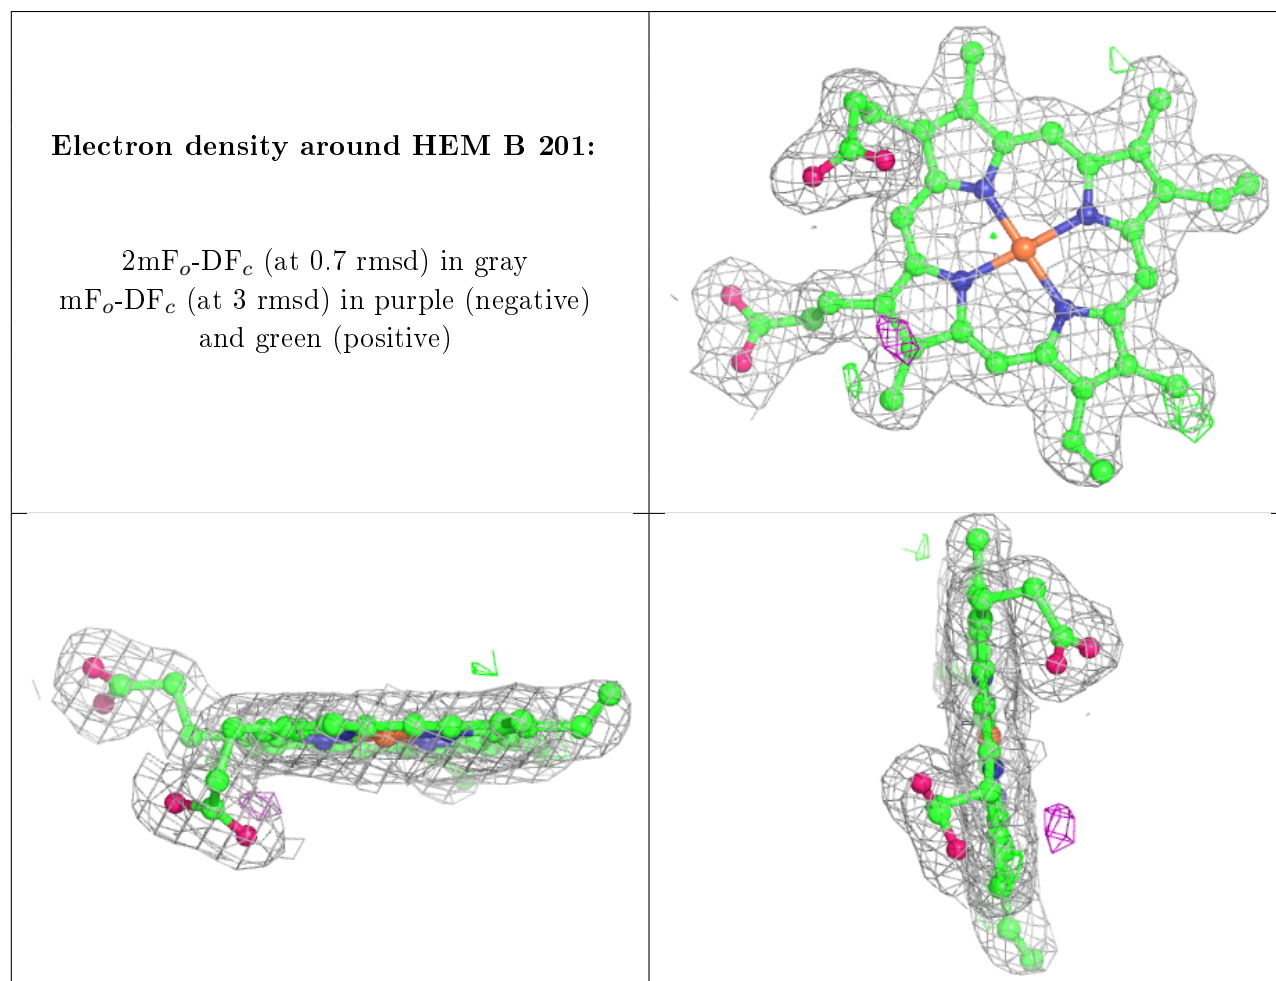 Electron density around HEM B 201:
2mFo-DFc (at 0.7 rmsd) in gray
mFo-DFc (at 3 rmsd) in purple (negative)
and green (positive)